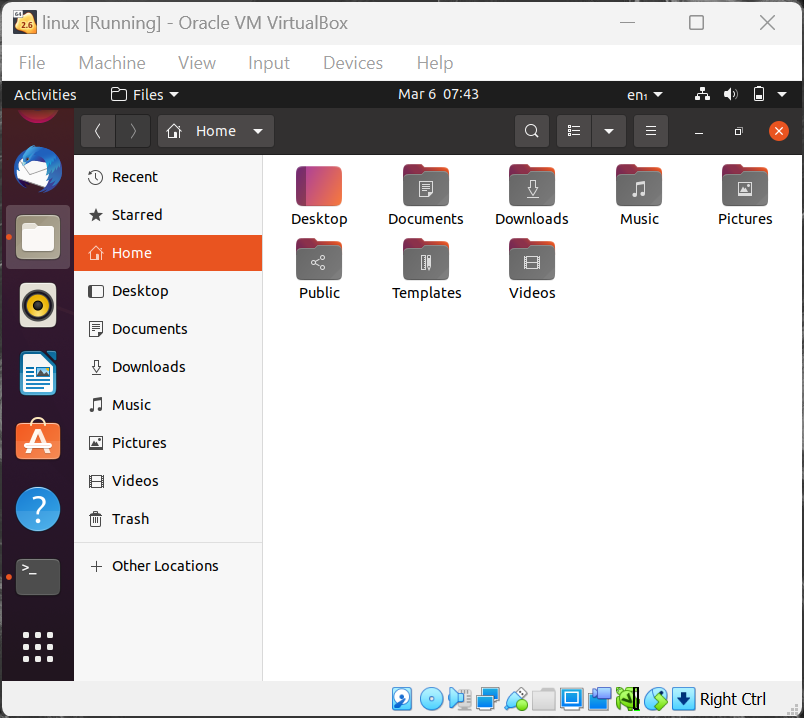 linux [Running] - Oracle VM VirtualBox
File Machine View Input Devices Help
Activities Files Mar 6 07:43 en₁
Home
Recent
Starred
Home
Desktop
Documents
Downloads
Music
Pictures
Videos
Trash
Other Locations
Desktop Documents Downloads Music Pictures
Public Templates Videos
>_
Right Ctrl